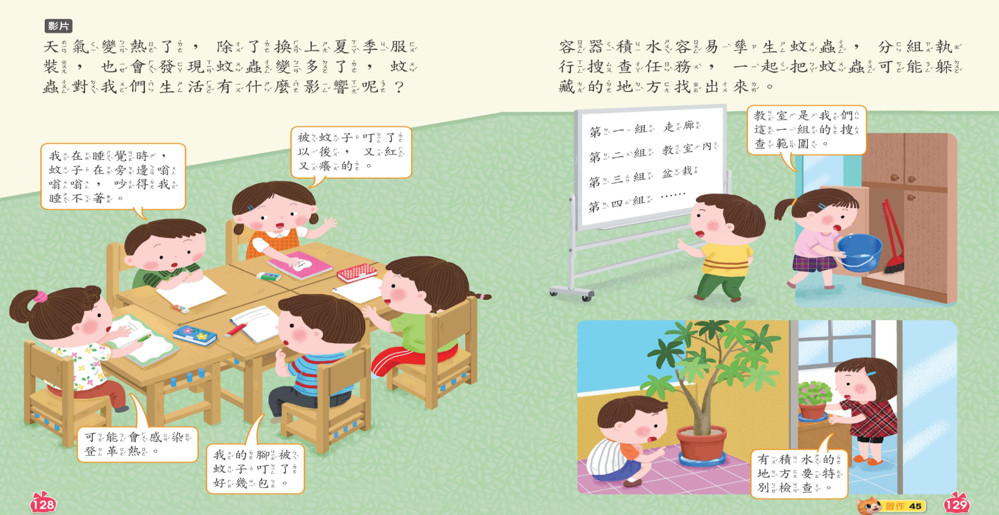 影片
天氣變熱了，除了換上夏季服
裝，也會發現蚊蟲變多了，蚊
蟲對我們生活有什麼影響呢？
我在睡覺時，
蚊子在旁邊嗡
嗡嗡，吵得我
睡不著。
被蚊子叮了
以後，又紅
又癢的。
可能會感染
登革熱。
我的腳被
蚊子叮了
好幾包。
128
容器積水容易孳生蚊蟲，分組執
行搜查任務，一起把蚊蟲可能躲
藏的地方找出來。
第一組 走廊
第二組 教室內
第三組 盆栽
第四組 ……
教室是我們
這一組的搜
查範圍。
有積水的
地方要特
別檢查。
習作 45
129